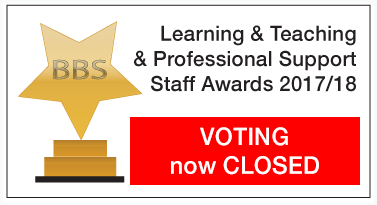 BBS
Learning & Teaching
& Professional Support
Staff Awards 2017/18
VOTING
now CLOSED